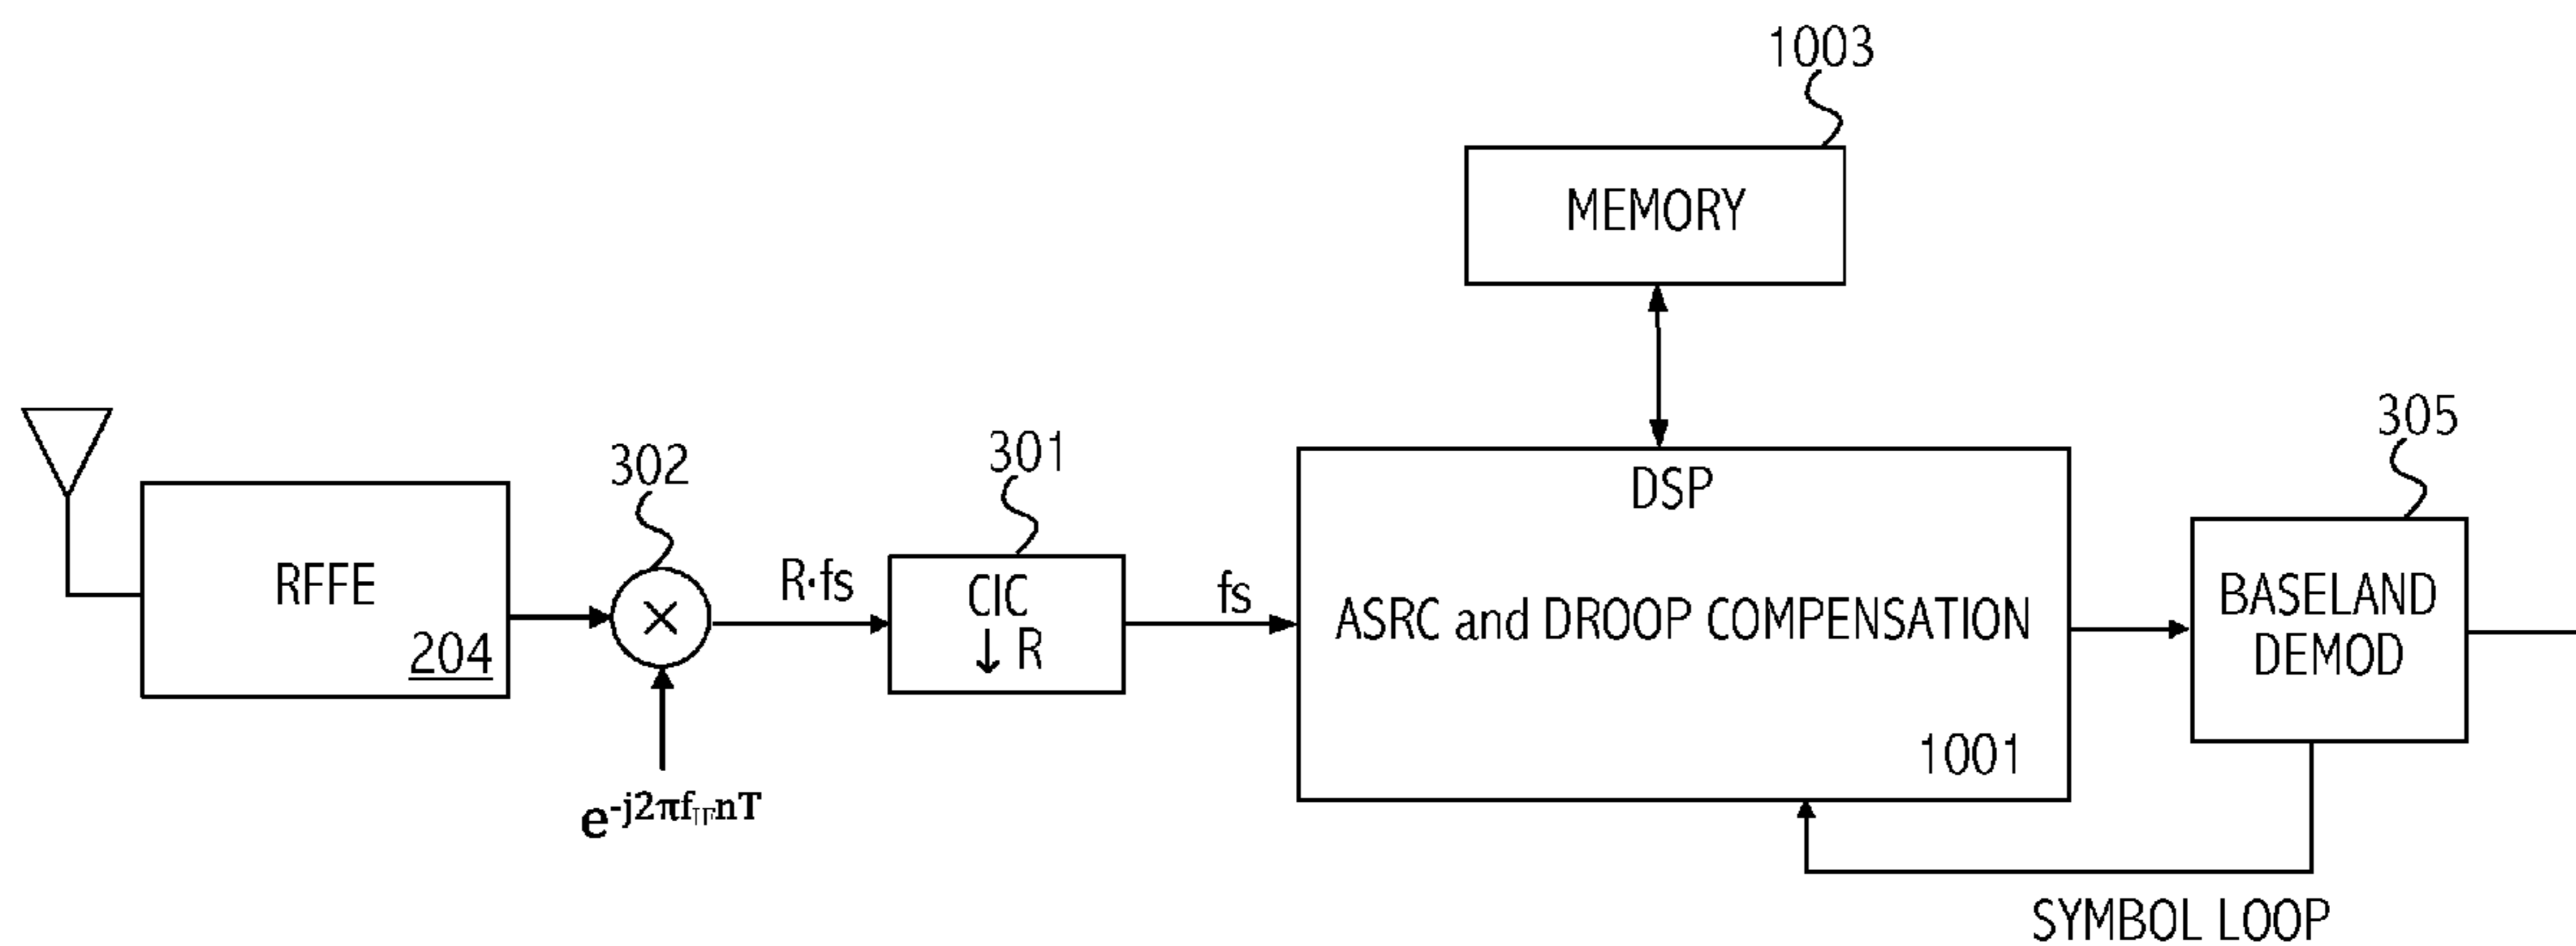 1003
MEMORY
305
302
301
DSP
RFFE
204
R·fs
CIC
↓ R
fs
ASRC and DROOP COMPENSATION
1001
BASELAND
DEMOD
e^-j2πf_IFnT
SYMBOL LOOP